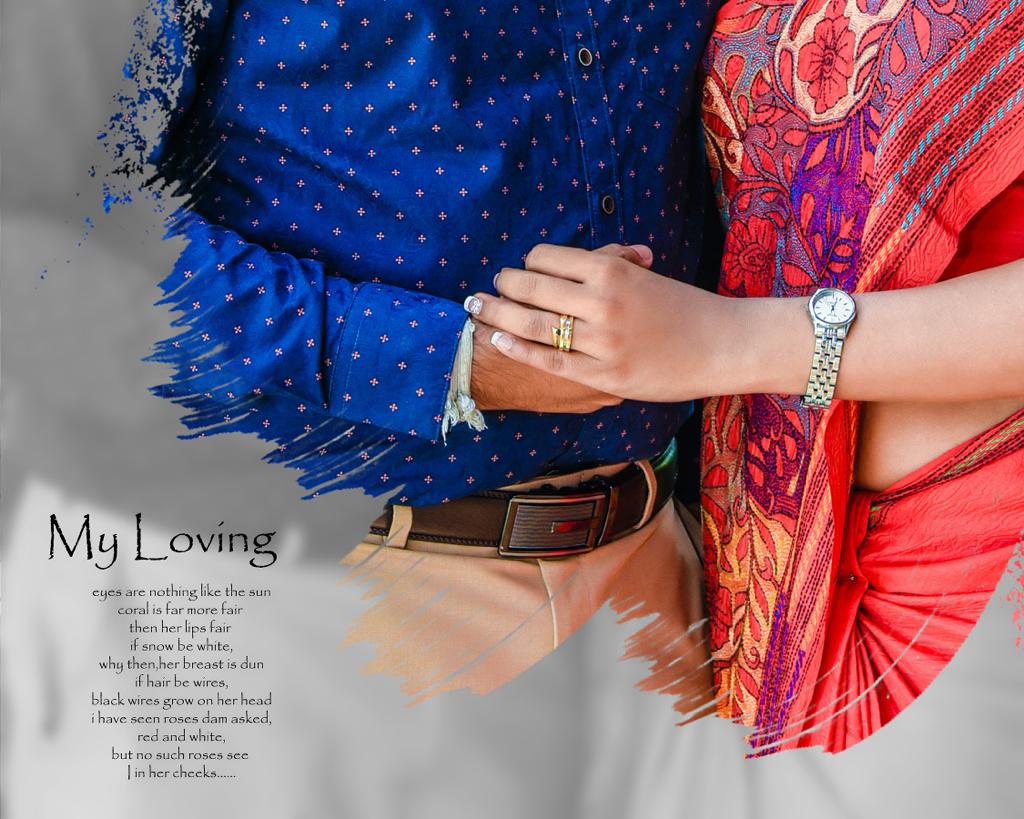 My Loving
eyes are nothing like the sun
coral is far more fair
then her lips fair
if snow be white,
why then,her breast is dun
if hair be wires,
black wires grow on her head
i have seen roses dam asked,
red and white,
but no such roses see
I in her cheeks......